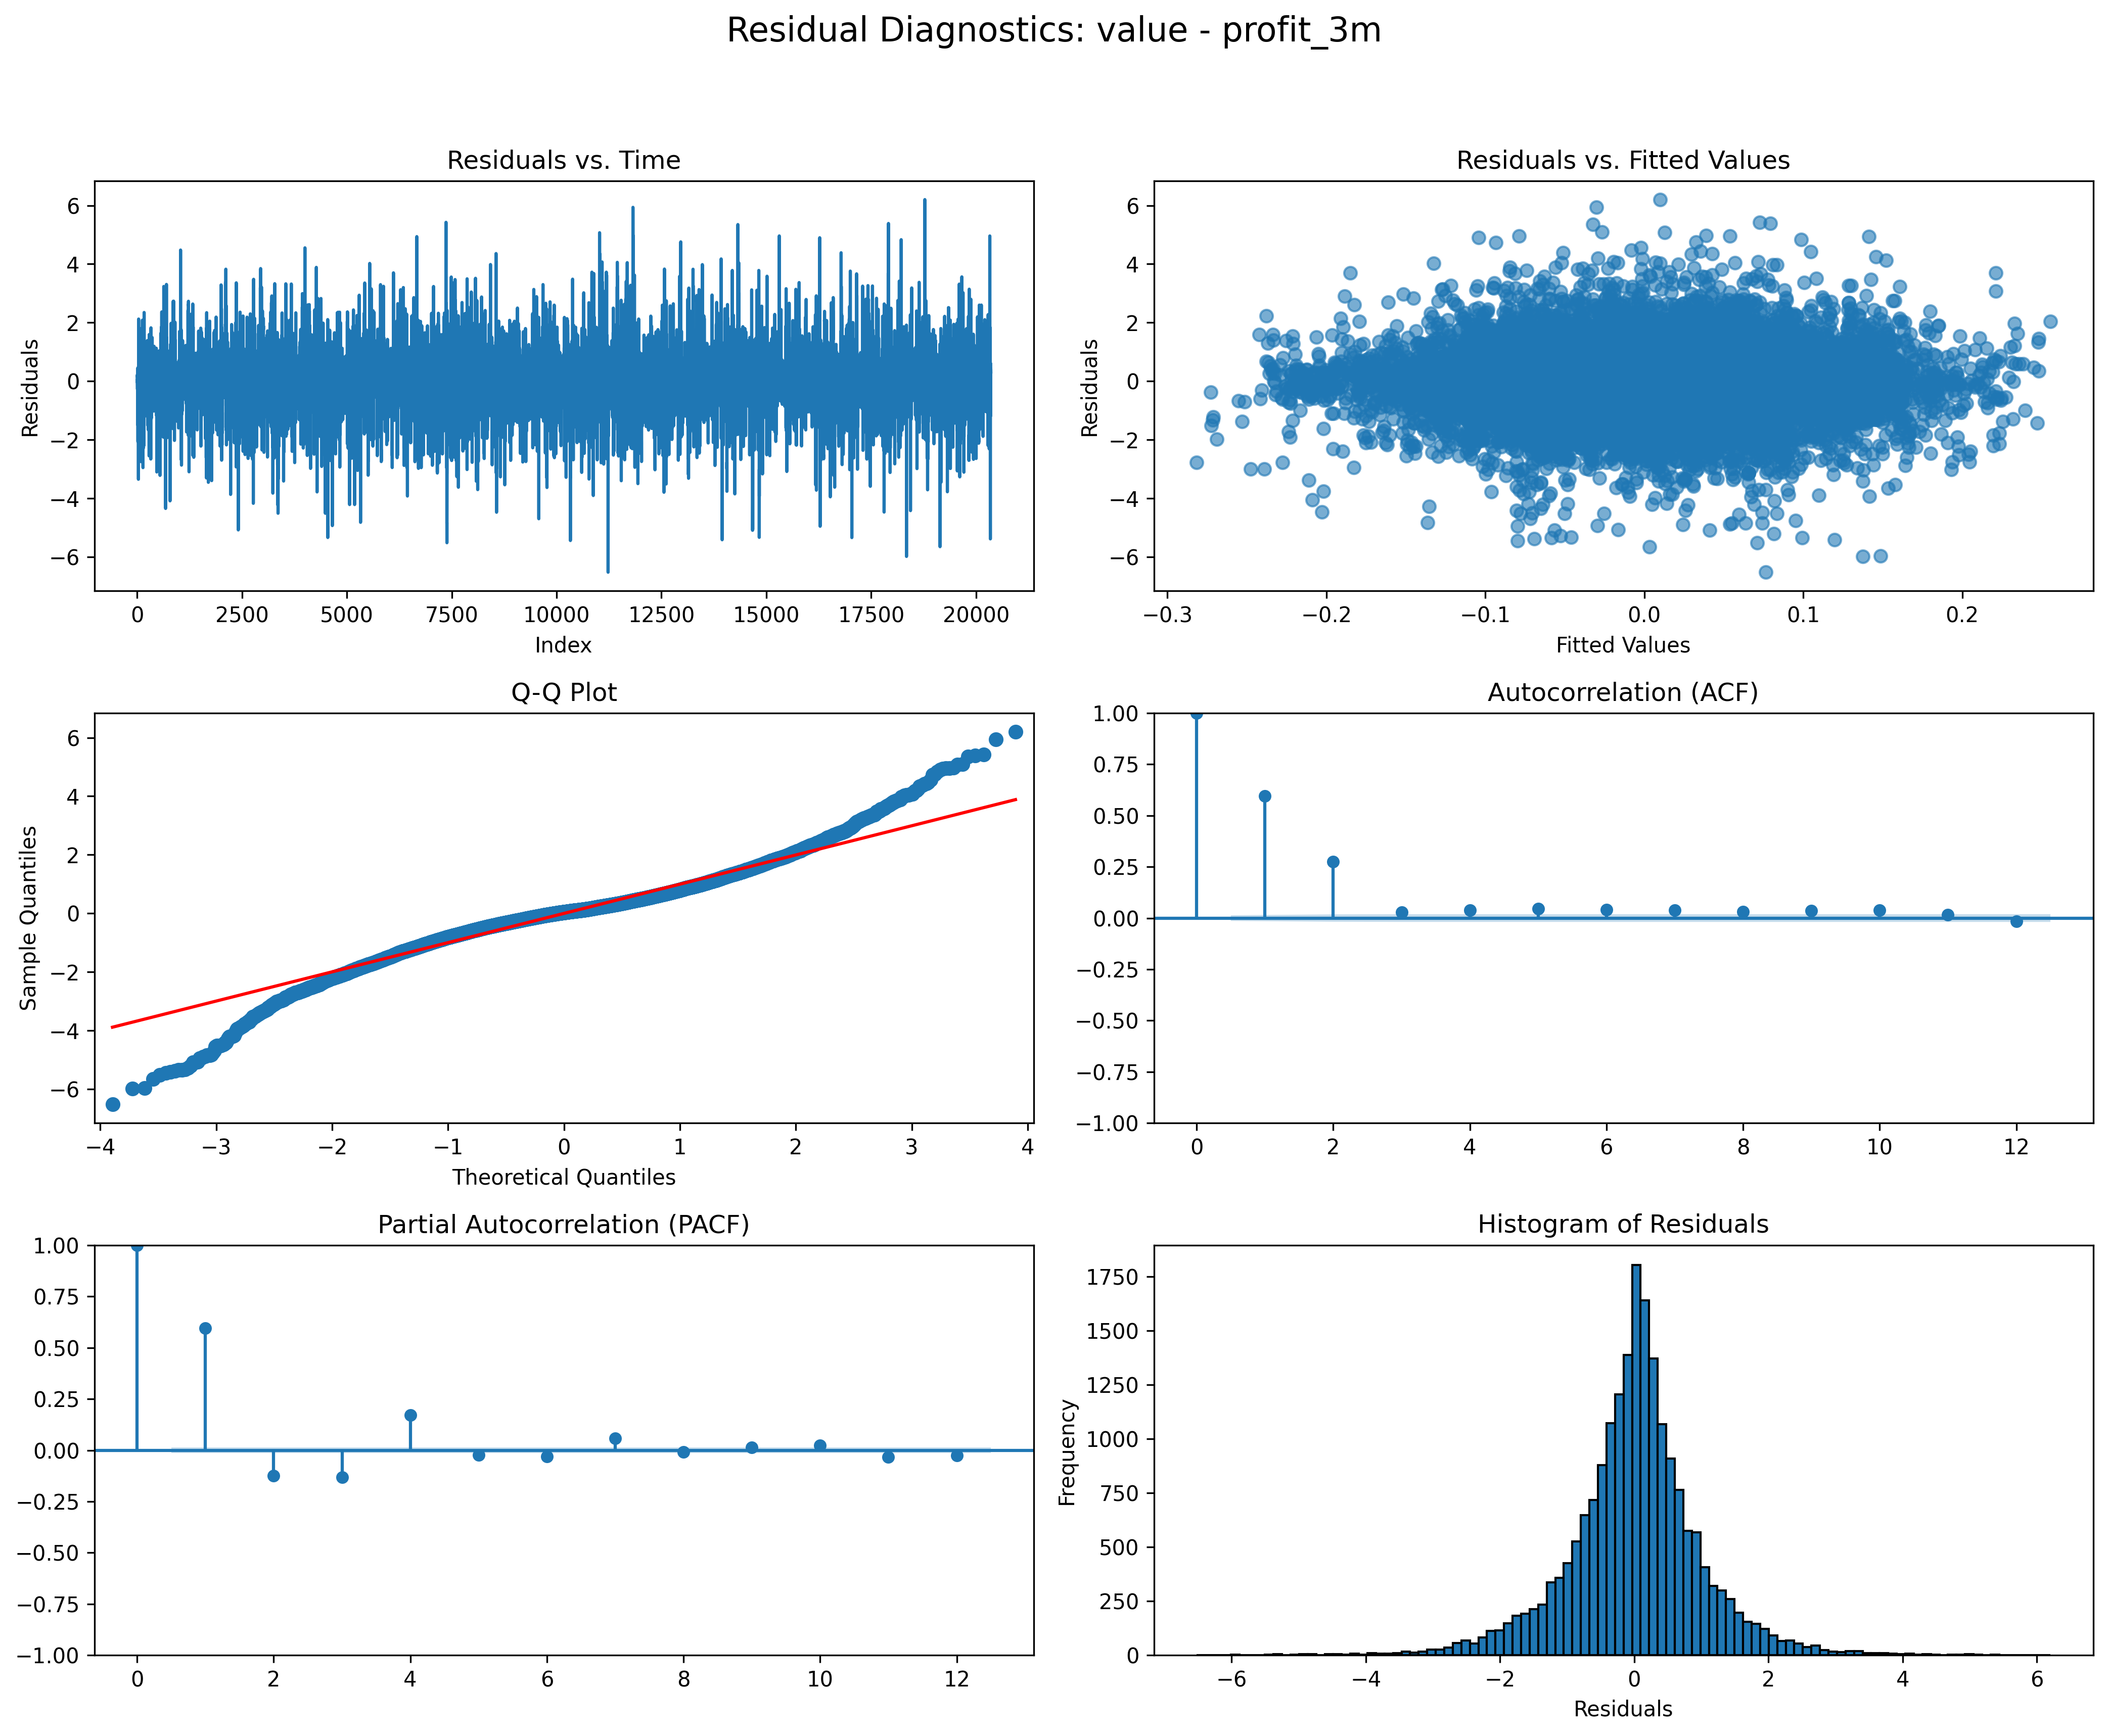 Residual Diagnostics: value - profit_3m
Residuals vs. Time
Residuals
6
4
2
0
−2
−4
−6
0 2500 5000 7500 10000 12500 15000 17500 20000
Index
Residuals vs. Fitted Values
Residuals
6
4
2
0
−2
−4
−6
−0.3 −0.2 −0.1 0.0 0.1 0.2
Fitted Values
Q-Q Plot
Sample Quantiles
6
4
2
0
−2
−4
−6
−4 −3 −2 −1 0 1 2 3 4
Theoretical Quantiles
Autocorrelation (ACF)
1.00
0.75
0.50
0.25
0.00
−0.25
−0.50
−0.75
−1.00
0 2 4 6 8 10 12
Partial Autocorrelation (PACF)
1.00
0.75
0.50
0.25
0.00
−0.25
−0.50
−0.75
−1.00
0 2 4 6 8 10 12
Histogram of Residuals
Frequency
1750
1500
1250
1000
750
500
250
0
−6 −4 −2 0 2 4 6
Residuals